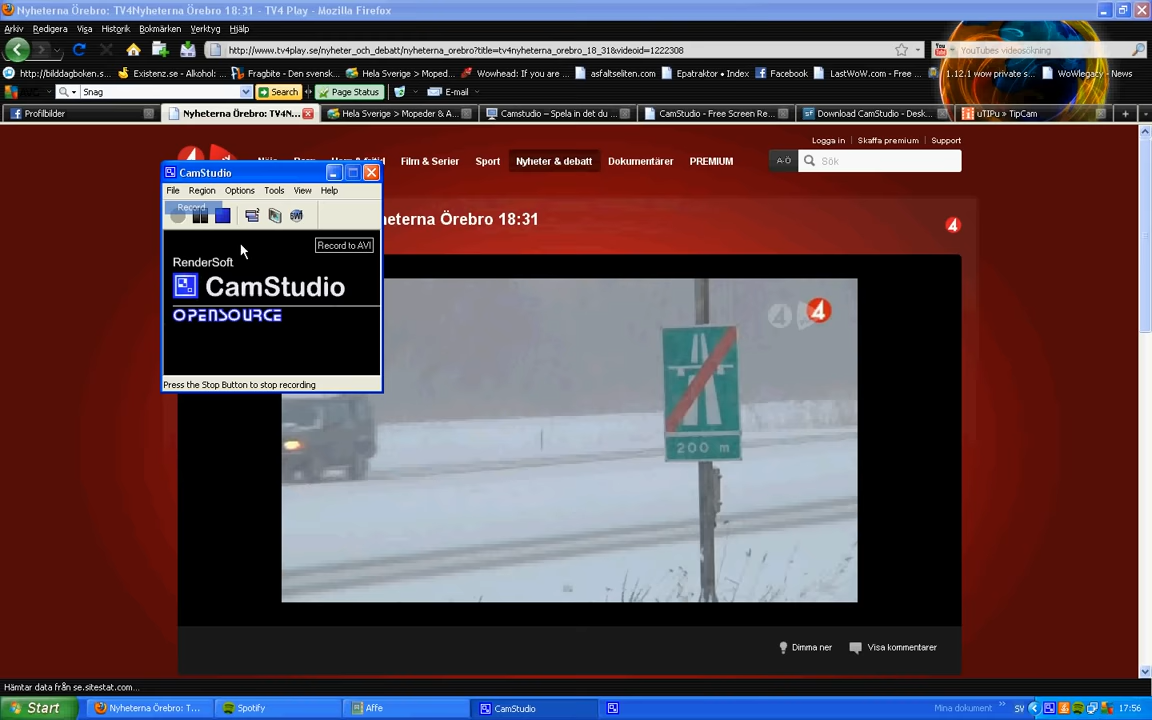 Nyheterna Örebro: TV4Nyheterna Örebro 18:31 - TV4 Play - Mozilla Firefox
Arkiv Redigera Visa Historik Bokmärken Verktyg Hjälp
http://www.tv4play.se/nyheter_och_debatt/nyheterna_orebro?title=tv4nyheterna_orebro_18_31&videoid=1222308
YouTubes videosökning
http://bilddagboken.s... Existenz.se - Alkohol: ... Fragbite - Den svensk... Hela Sverige > Moped... Wowhead: If you are ... asfaltseliten.com Epatraktor • Index Facebook LastWOW.com - Free ... 1.12.1 wow private s... WoWlegacy - News
Snag Search Page Status E-mail
Profilbilder Nyheterna Örebro: TV4N... Hela Sverige > Mopeder & A... Camstudio – Spela in det du ... CamStudio - Free Screen Re... Download CamStudio - Desk... uTIPu » TipCam
Logga in Skaffa premium Support
Film & Serier Sport Nyheter & debatt Dokumentärer PREMIUM A-Ö Sök
CamStudio
File Region Options Tools View Help
Record
eterna Örebro 18:31
Record to AVI
RenderSoft
CamStudio
OPENSOURCE
Press the Stop Button to stop recording
4
200 m
Dimma ner Visa kommentarer
Hämtar data från se.sitestat.com...
Start Nyheterna Örebro: T... Spotify Affe CamStudio Mina dokument SV 17:56